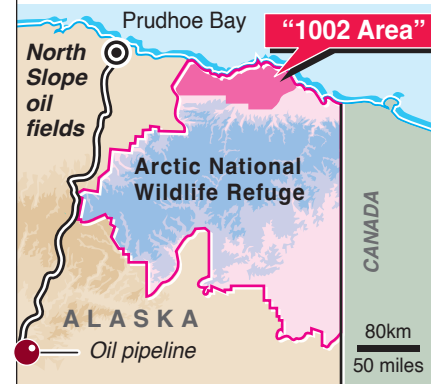 Prudhoe Bay
“1002 Area”
North
Slope
oil
fields
Arctic National
Wildlife Refuge
CANADA
ALASKA
Oil pipeline
80km
50 miles